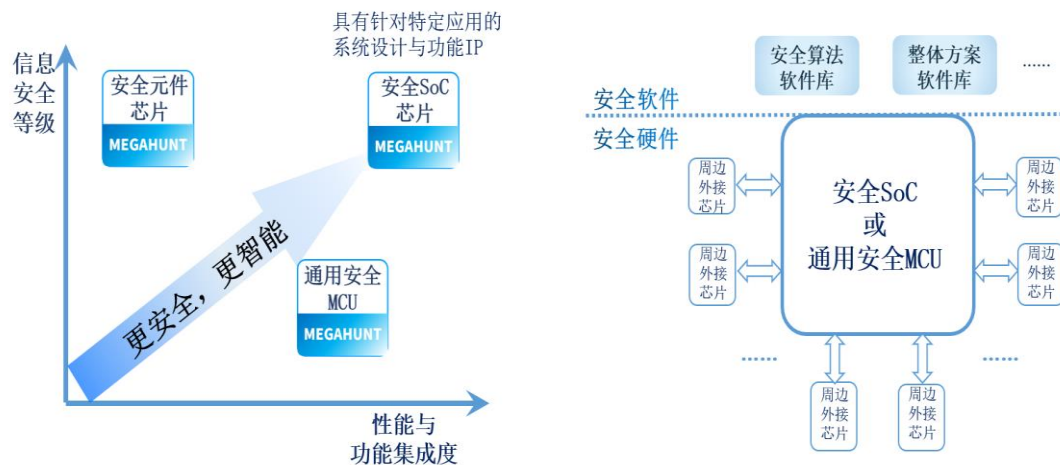 具有针对特定应用的
系统设计与功能IP
信息
安全
等级
安全元件
芯片
MEGAHUNT
安全SoC
芯片
MEGAHUNT
更安全，更智能
通用安全
MCU
MEGAHUNT
性能与
功能集成度
安全算法
软件库
整体方案
软件库
......
安全软件
安全硬件
安全SoC
或
通用安全MCU
周边
外接
芯片
周边
外接
芯片
周边
外接
芯片
周边
外接
芯片
......
......
周边
外接
芯片
周边
外接
芯片